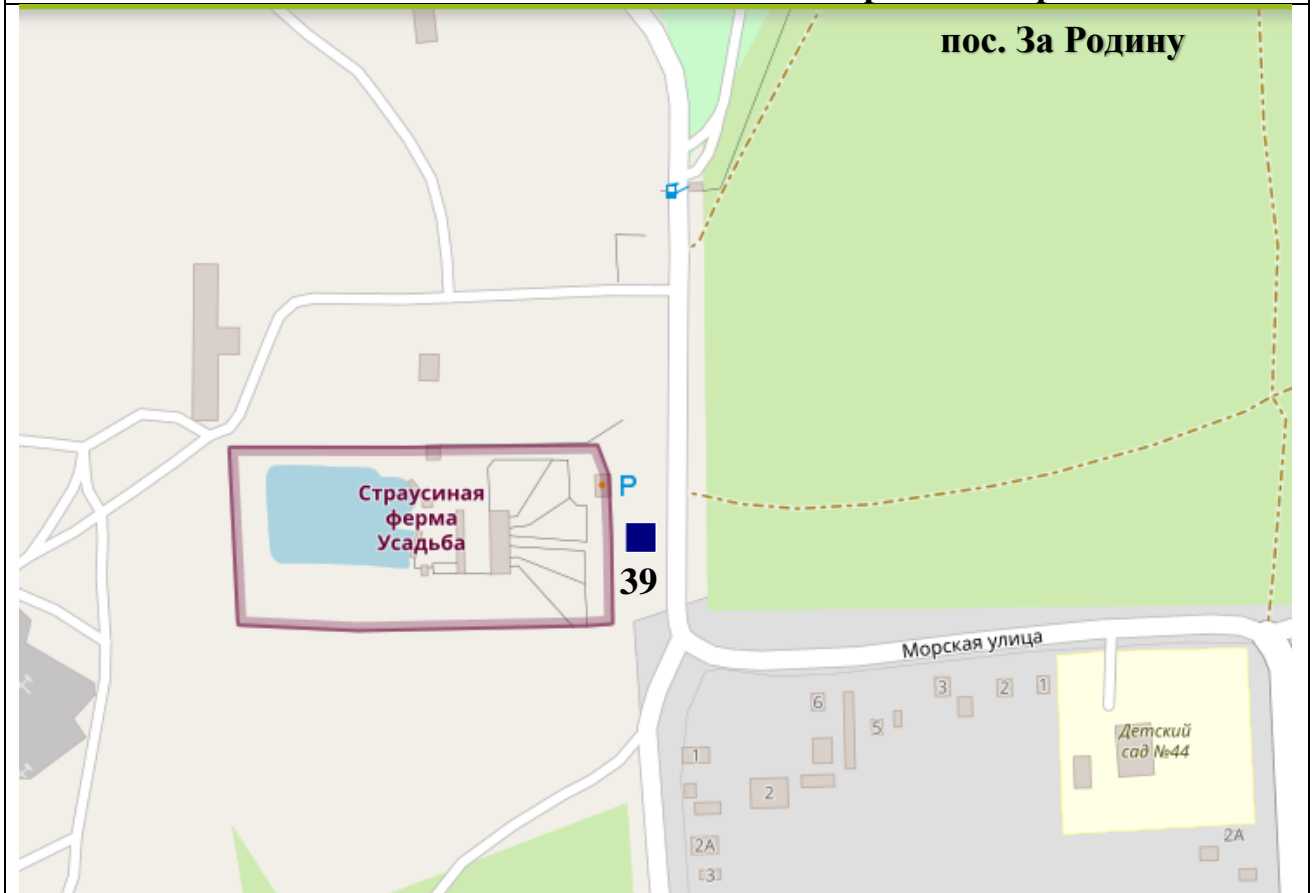 пос. За Родину
Страусиная
ферма
Усадьба
P
39
Морская улица
3
2
1
6
5
Детский
сад №44
1
2
2А
2А
3